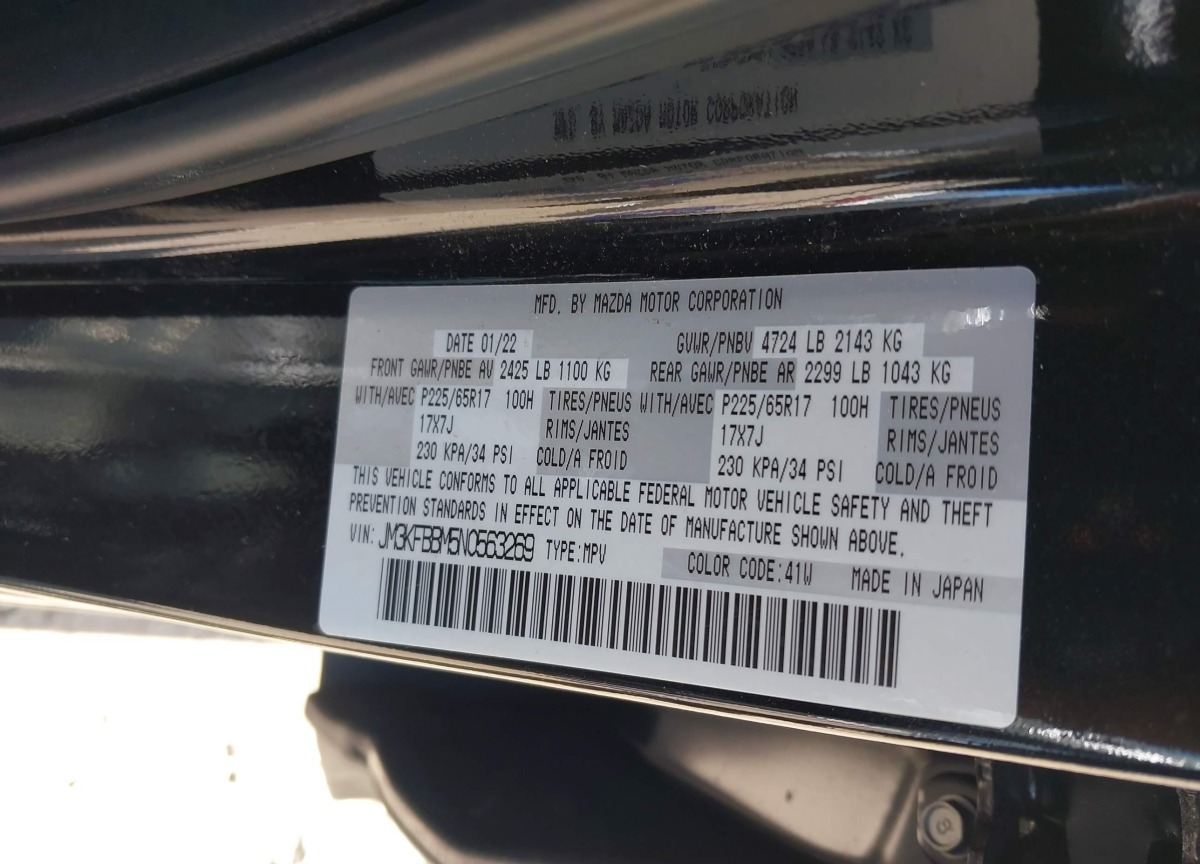 MFD. BY MAZDA MOTOR CORPORATION
DATE 01/22 GVWR/PNBV 4724 LB 2143 KG
FRONT GAWR/PNBE AV 2425 LB 1100 KG REAR GAWR/PNBE AR 2299 LB 1043 KG
WITH/AVEC P225/65R17 100H TIRES/PNEUS WITH/AVEC P225/65R17 100H TIRES/PNEUS
17X7J RIMS/JANTES 17X7J RIMS/JANTES
230 KPA/34 PSI COLD/A FROID 230 KPA/34 PSI COLD/A FROID
THIS VEHICLE CONFORMS TO ALL APPLICABLE FEDERAL MOTOR VEHICLE SAFETY AND THEFT
PREVENTION STANDARDS IN EFFECT ON THE DATE OF MANUFACTURE SHOWN ABOVE.
VIN: JM3KFBBM5N0563269 TYPE:MPV COLOR CODE:41W MADE IN JAPAN